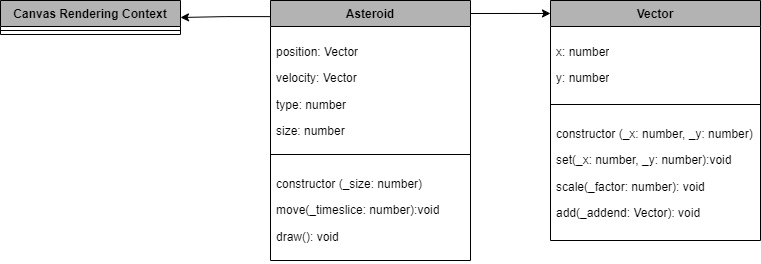 Canvas Rendering Context
Asteroid
position: Vector
velocity: Vector
type: number
size: number
constructor (_size: number)
move(_timeslice: number):void
draw(): void
Vector
x: number
y: number
constructor (_x: number, _y: number)
set(_x: number, _y: number):void
scale(_factor: number): void
add(_addend: Vector): void